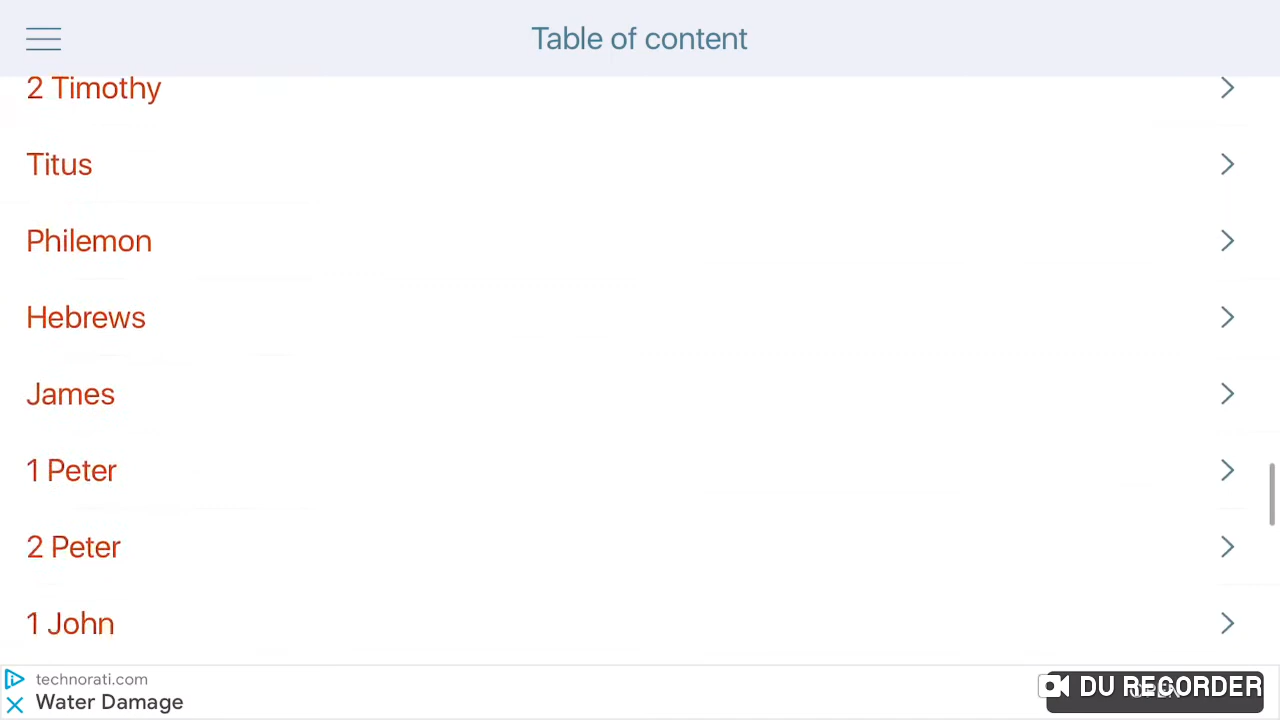 Table of content
2 Timothy
Titus
Philemon
Hebrews
James
1 Peter
2 Peter
1 John
technorati.com
Water Damage
DU RECORDER